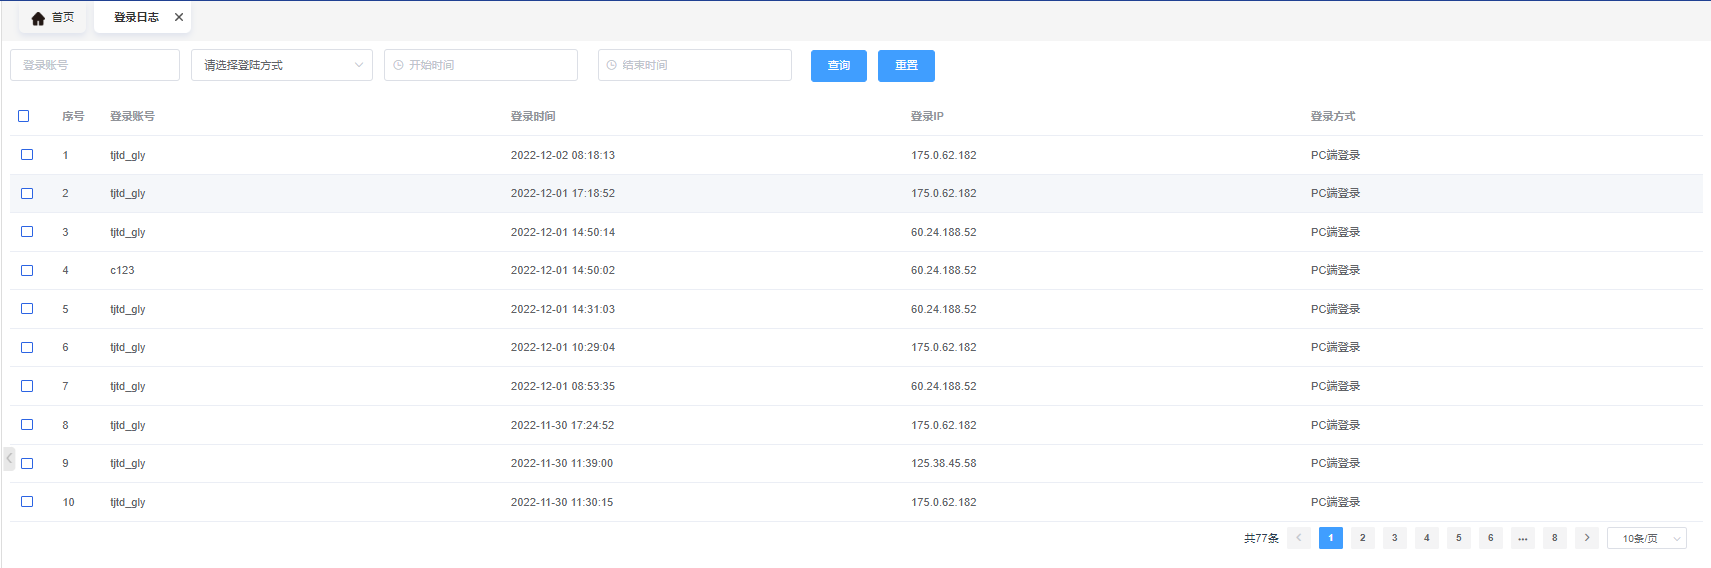 首页 登录日志
登录账号 请选择登陆方式 开始时间 结束时间 查询 重置
序号 登录账号 登录时间 登录IP 登录方式
1 tjtd_gly 2022-12-02 08:18:13 175.0.62.182 PC端登录
2 tjtd_gly 2022-12-01 17:18:52 175.0.62.182 PC端登录
3 tjtd_gly 2022-12-01 14:50:14 60.24.188.52 PC端登录
4 c123 2022-12-01 14:50:02 60.24.188.52 PC端登录
5 tjtd_gly 2022-12-01 14:31:03 60.24.188.52 PC端登录
6 tjtd_gly 2022-12-01 10:29:04 175.0.62.182 PC端登录
7 tjtd_gly 2022-12-01 08:53:35 60.24.188.52 PC端登录
8 tjtd_gly 2022-11-30 17:24:52 175.0.62.182 PC端登录
9 tjtd_gly 2022-11-30 11:39:00 125.38.45.58 PC端登录
10 tjtd_gly 2022-11-30 11:30:15 175.0.62.182 PC端登录
共77条 1 2 3 4 5 6 ... 8 10条/页